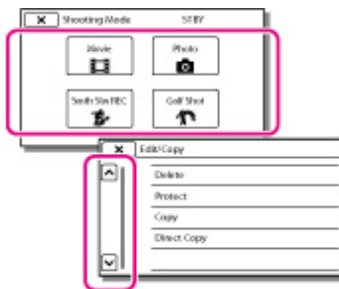 × Shooting Mode STBY
Movie Photo
Smth Slw REC Golf Shot
× Edit/Copy
Delete
Protect
Copy
Direct Copy